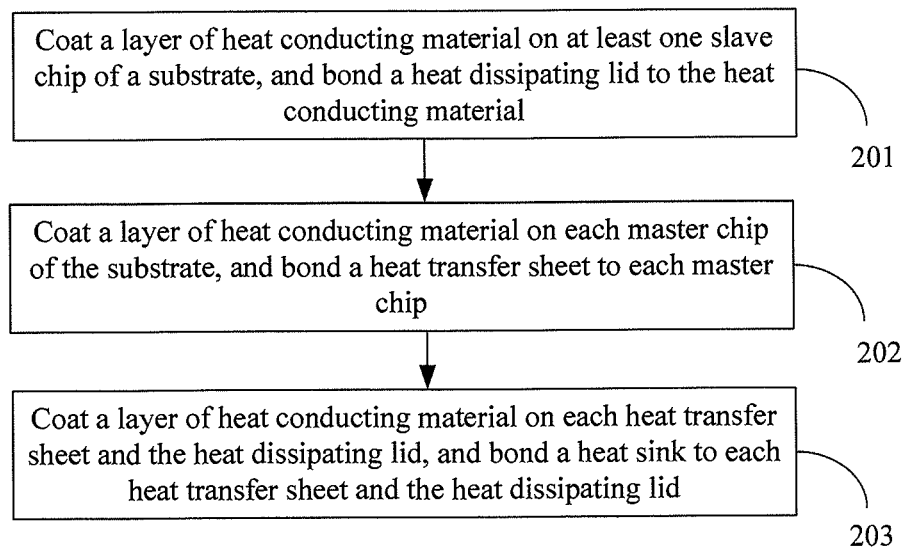 Coat a layer of heat conducting material on at least one slave
chip of a substrate, and bond a heat dissipating lid to the heat
conducting material
201
Coat a layer of heat conducting material on each master chip
of the substrate, and bond a heat transfer sheet to each master
chip
202
Coat a layer of heat conducting material on each heat transfer
sheet and the heat dissipating lid, and bond a heat sink to each
heat transfer sheet and the heat dissipating lid
203